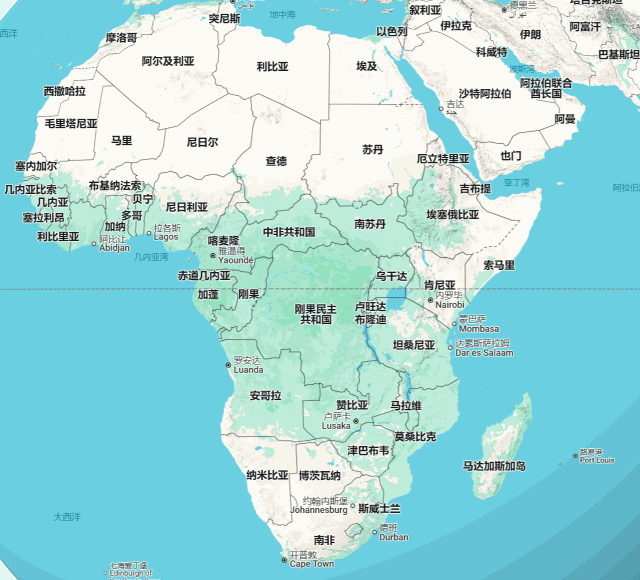 突尼斯
تونس
地中海
叙利亚
德黑兰
阿富汗
西洋
摩洛哥
以色列
伊拉克
伊朗
巴基斯坦
科威特
阿尔及利亚
利比亚
埃及
波斯湾
阿拉伯联合
酋长国
西撒哈拉
沙特阿拉伯
吉达
جدة
阿曼
毛里塔尼亚
马里
尼日尔
查德
苏丹
厄立特里亚
也门
塞内加尔
亚丁湾
阿拉伯
几内亚比索
布基纳法索
吉布提
几内亚
贝宁
尼日利亚
埃塞俄比亚
塞拉利昂
多哥
加纳
南苏丹
利比里亚
阿比让
Abidjan
拉各斯
Lagos
喀麦隆
中非共和国
几内亚湾
雅温得
Yaoundé
索马里
赤道几内亚
乌干达
肯尼亚
加蓬
刚果
内罗毕
Nairobi
刚果民主
共和国
卢旺达
布隆迪
蒙巴萨
Mombasa
坦桑尼亚
达累斯萨拉姆
Dar es Salaam
罗安达
Luanda
安哥拉
赞比亚
马拉维
卢萨卡
Lusaka
莫桑比克
津巴布韦
马达加斯加岛
路易港
Port Louis
纳米比亚
博茨瓦纳
约翰内斯堡
Johannesburg
斯威士兰
大西洋
德班
Durban
南非
开普敦
Cape Town
七海爱丁堡
Edinburgh of